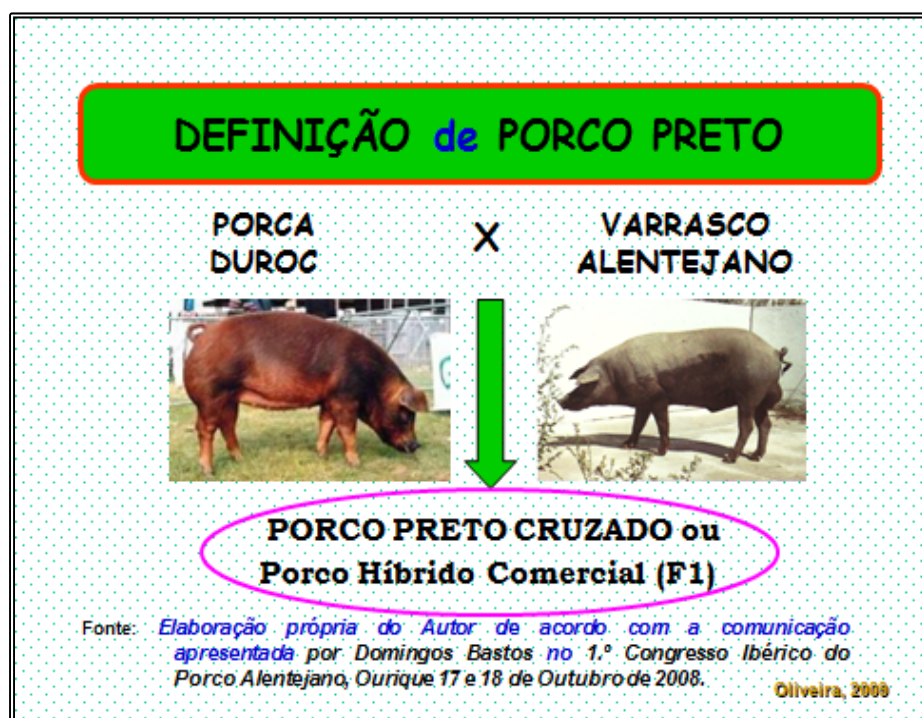 DEFINIÇÃO de PORCO PRETO
PORCA
DUROC
X
VARRASCO
ALENTEJANO
PORCO PRETO CRUZADO ou
Porco Híbrido Comercial (F1)
Fonte: Elaboração própria do Autor de acordo com a comunicação
apresentada por Domingos Bastos no 1.º Congresso Ibérico do
Porco Alentejano, Ourique 17 e 18 de Outubro de 2008.
Oliveira, 2009